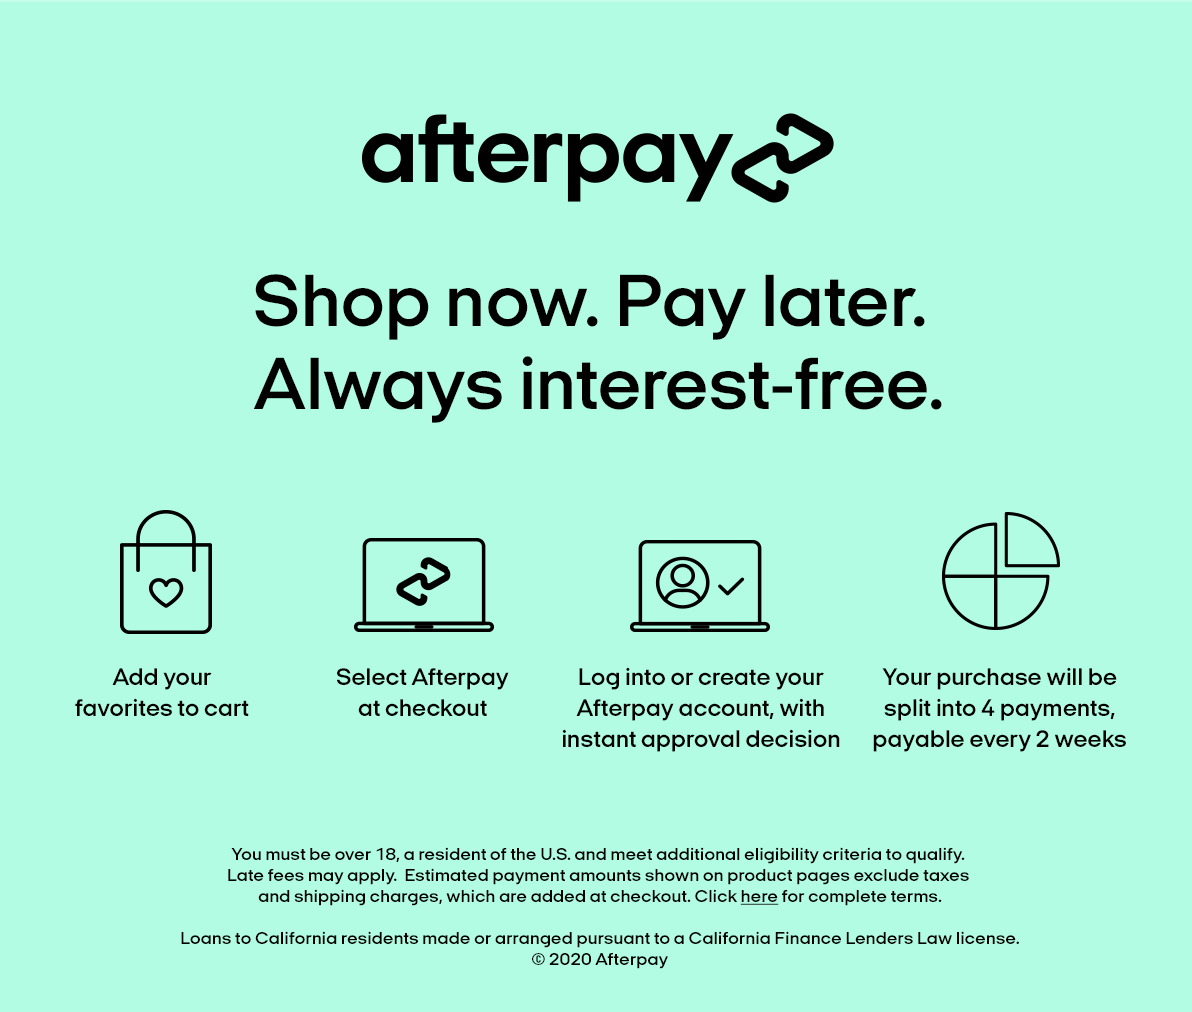 afterpay
Shop now. Pay later.
Always interest-free.
Add your
favorites to cart
Select Afterpay
at checkout
Log into or create your
Afterpay account, with
instant approval decision
Your purchase will be
split into 4 payments,
payable every 2 weeks
You must be over 18, a resident of the U.S. and meet additional eligibility criteria to qualify.
Late fees may apply.  Estimated payment amounts shown on product pages exclude taxes
and shipping charges, which are added at checkout. Click here for complete terms.
Loans to California residents made or arranged pursuant to a California Finance Lenders Law license.
© 2020 Afterpay